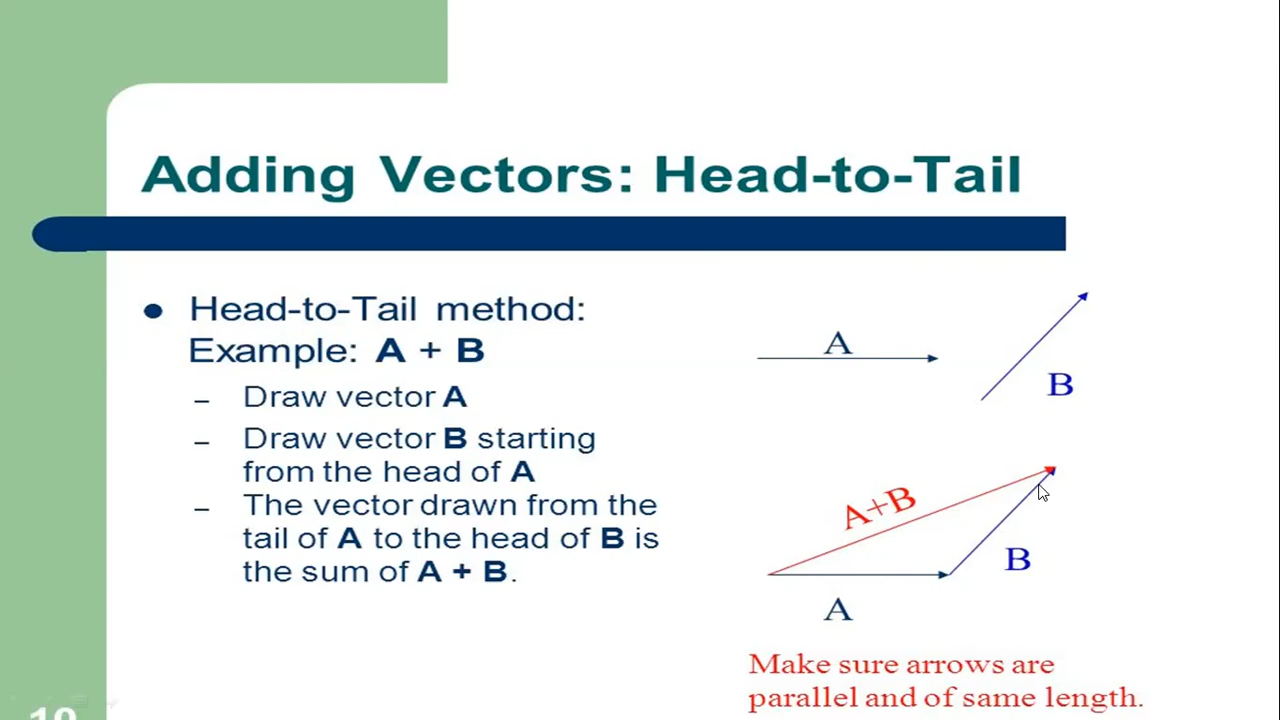 Adding Vectors: Head-to-Tail
● Head-to-Tail method:
Example: A + B
– Draw vector A
– Draw vector B starting
from the head of A
– The vector drawn from the
tail of A to the head of B is
the sum of A + B.
A
B
A+B
B
A
Make sure arrows are
parallel and of same length.